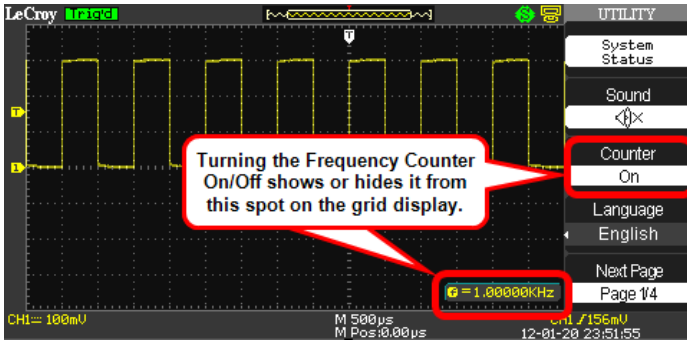 LeCroy Trig'd UTILITY
T
System
Status
Sound
T
Counter
On
1
Turning the Frequency Counter
On/Off shows or hides it from
this spot on the grid display.
Language
English
Next Page
Page 1/4
f = 1.00000KHz
CH1 100mV M 500µs /156mV
M Pos:0.00µs 12-01-20 23:51:55